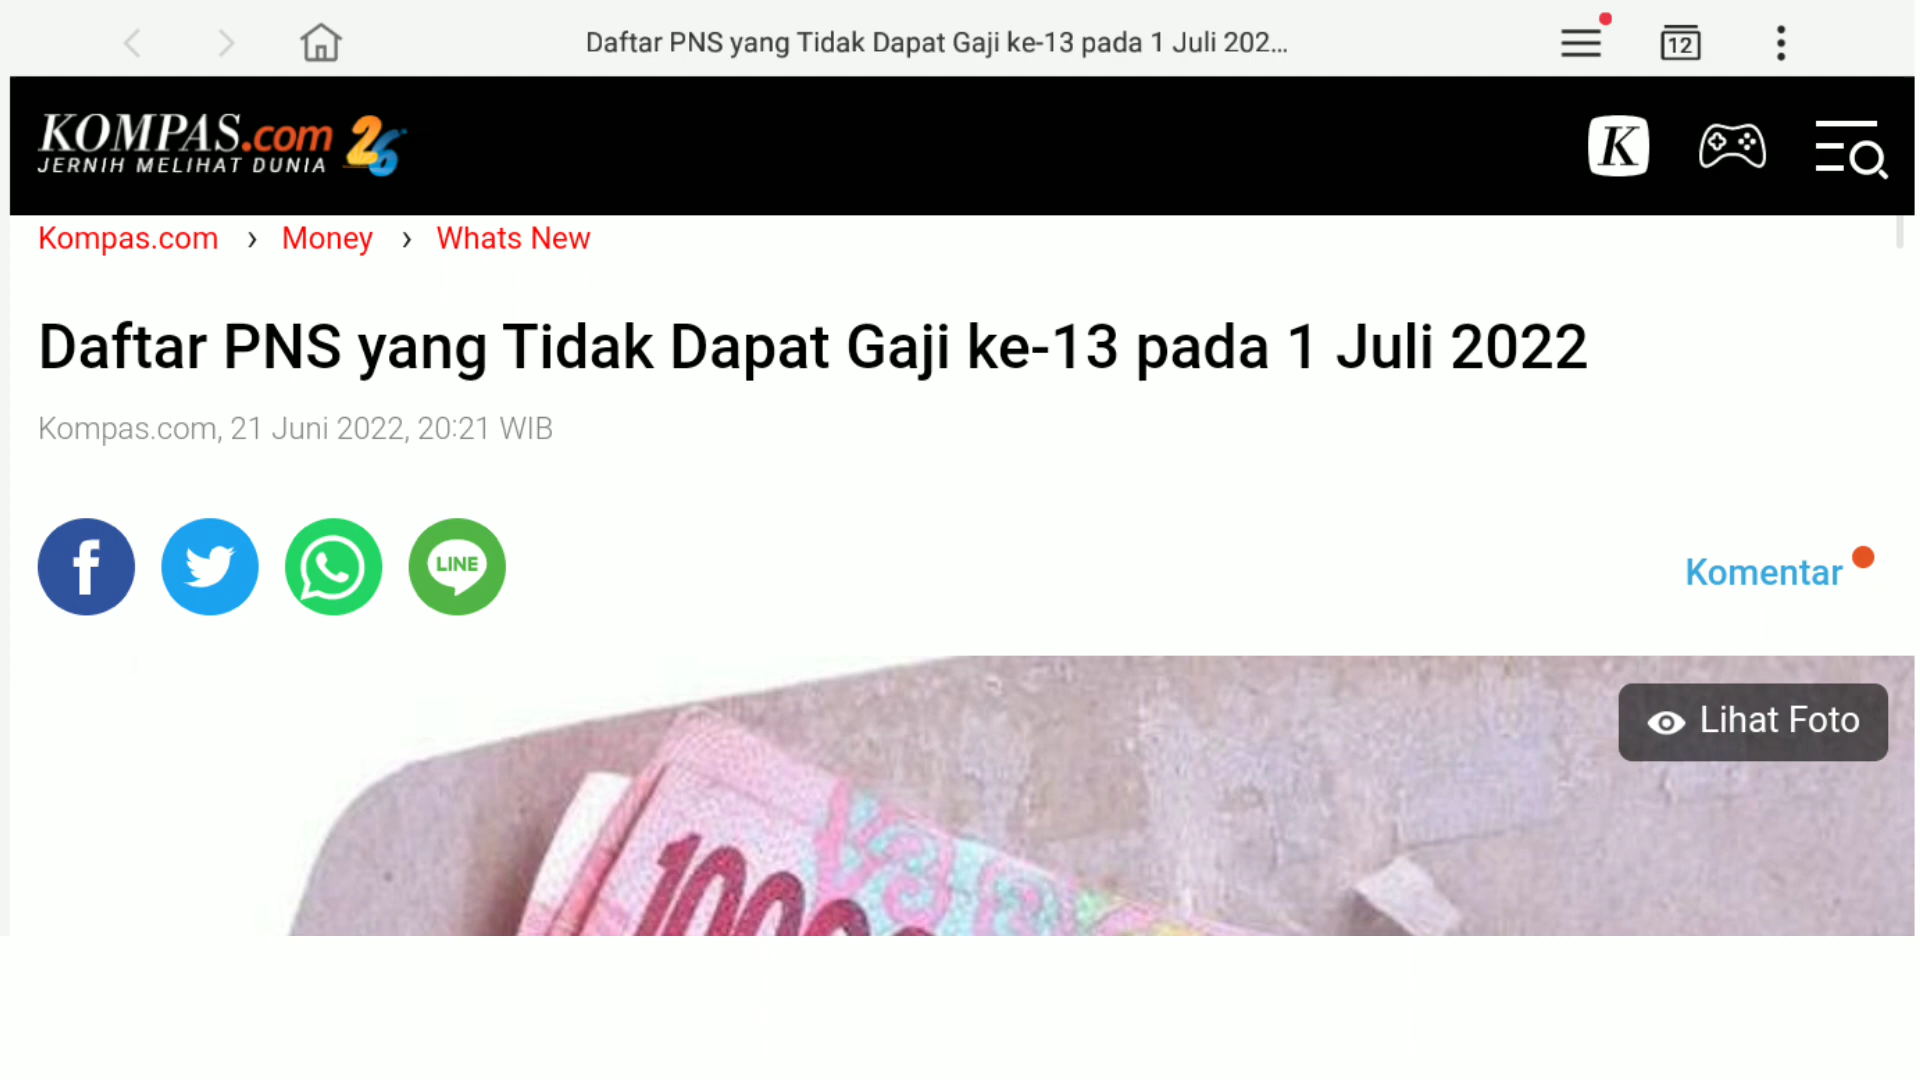 Daftar PNS yang Tidak Dapat Gaji ke-13 pada 1 Juli 202...
12
KOMPAS.com 26
JERNIH MELIHAT DUNIA
K
Kompas.com › Money › Whats New
Daftar PNS yang Tidak Dapat Gaji ke-13 pada 1 Juli 2022
Kompas.com, 21 Juni 2022, 20:21 WIB
f
LINE
Komentar
Lihat Foto